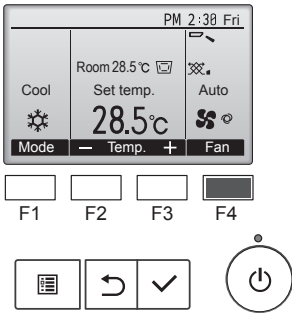 PM 2:30 Fri
Room 28.5℃
Cool Set temp. Auto
28.5℃
Mode — Temp. + Fan
F1 F2 F3 F4